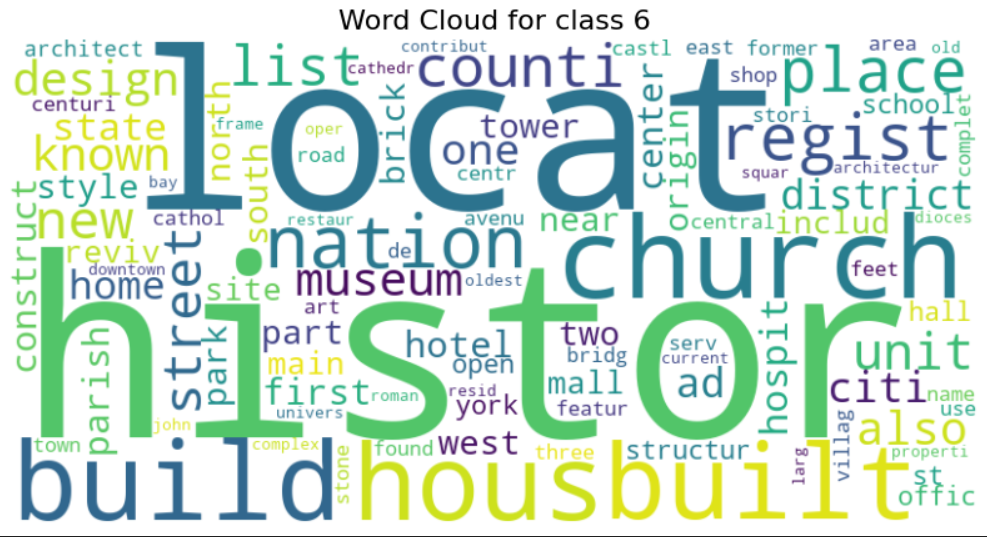 Word Cloud for class 6
architect
contribut
castl
east
former
area
old
design
list
cathedr
counti
shop
place
centuri
locat
stori
school
state
north
frame
oper
brick
tower
center
origin
regist
complet
known
road
one
centr
squar
architectur
style
bay
south
district
new
cathol
restaur
avenu
near
central
includ
dioces
construct
reviv
street
nation
de
church
downtown
home
museum
oldest
feet
site
art
histor
hall
parish
park
part
hotel
two
serv
hospit
unit
main
open
bridg
current
first
roman
resid
mall
ad
citi
name
univers
york
featur
use
john
also
town
complex
found
west
three
structur
larg
villag
properti
build
stone
hous
built
st
offic